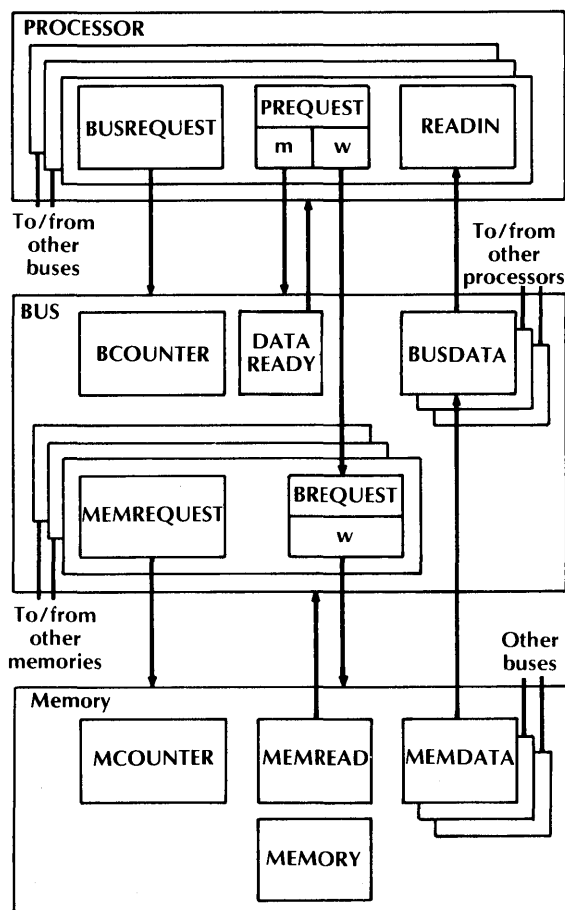 PROCESSOR
BUSREQUEST
PREQUEST
m
w
READIN
To/from
other
buses
To/from
other
processors
BUS
BCOUNTER
DATA
READY
BUSDATA
MEMREQUEST
BREQUEST
w
To/from
other
memories
Other
buses
Memory
MCOUNTER
MEMREAD
MEMDATA
MEMORY